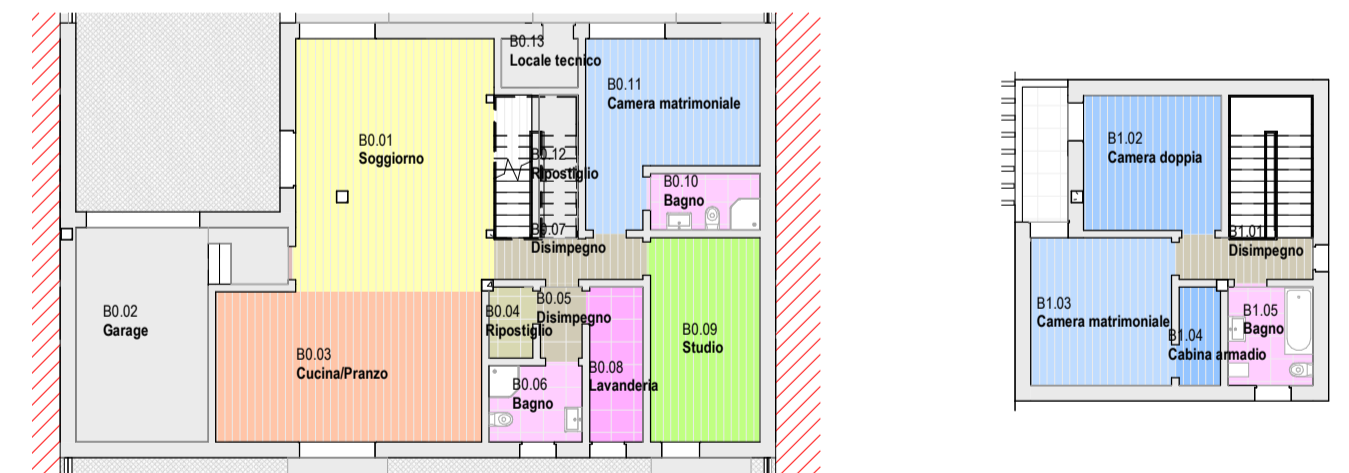 B0.13
Locale tecnico
B0.11
Camera matrimoniale
B0.01
Soggiorno
B0.12
Ripostiglio
B0.10
Bagno
B0.07
Disimpegno
B0.02
Garage
B0.03
Cucina/Pranzo
B0.04
Ripostiglio
B0.05
Disimpegno
B0.09
Studio
B0.08
Lavanderia
B0.06
Bagno
B1.02
Camera doppia
B1.01
Disimpegno
B1.03
Camera matrimoniale
B1.04
Cabina armadio
B1.05
Bagno